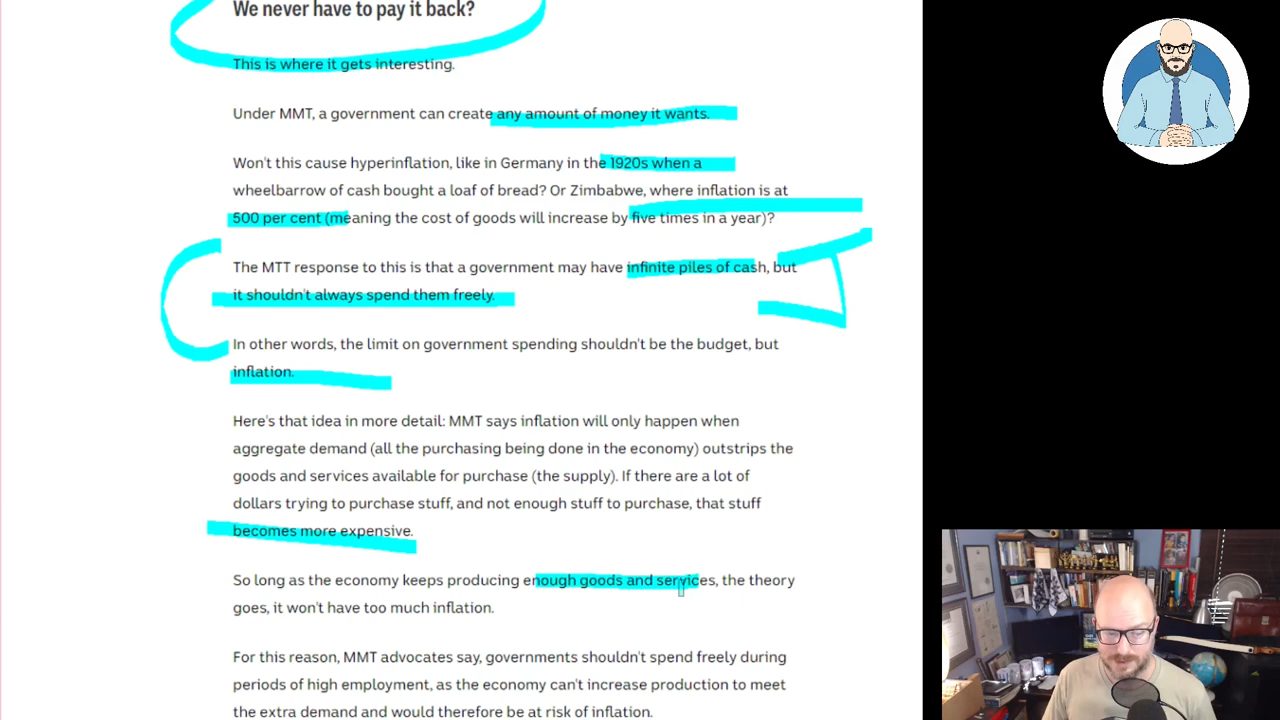 We never have to pay it back?
This is where it gets interesting.
Under MMT, a government can create any amount of money it wants.
Won't this cause hyperinflation, like in Germany in the 1920s when a
wheelbarrow of cash bought a loaf of bread? Or Zimbabwe, where inflation is at
500 per cent (meaning the cost of goods will increase by five times in a year)?
The MTT response to this is that a government may have infinite piles of cash, but
it shouldn't always spend them freely.
In other words, the limit on government spending shouldn't be the budget, but
inflation.
Here's that idea in more detail: MMT says inflation will only happen when
aggregate demand (all the purchasing being done in the economy) outstrips the
goods and services available for purchase (the supply). If there are a lot of
dollars trying to purchase stuff, and not enough stuff to purchase, that stuff
becomes more expensive.
So long as the economy keeps producing enough goods and services, the theory
goes, it won't have too much inflation.
For this reason, MMT advocates say, governments shouldn't spend freely during
periods of high employment, as the economy can't increase production to meet
the extra demand and would therefore be at risk of inflation.